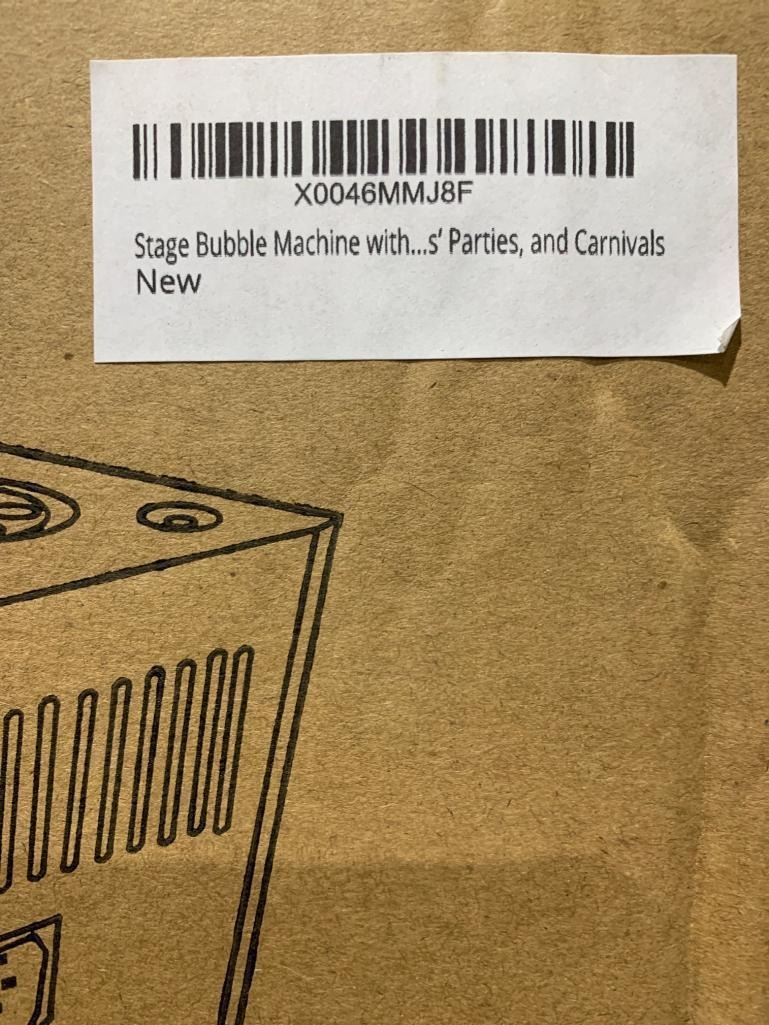 X0046MMJ8F
Stage Bubble Machine with...s' Parties, and Carnivals
New